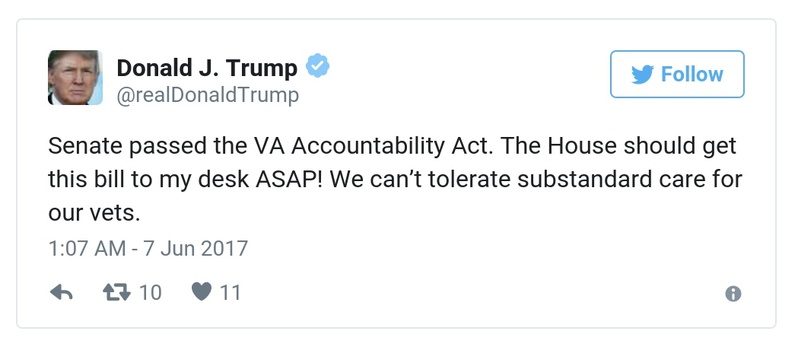 Donald J. Trump
@realDonaldTrump
Follow
Senate passed the VA Accountability Act. The House should get
this bill to my desk ASAP! We can’t tolerate substandard care for
our vets.
1:07 AM - 7 Jun 2017
10 11